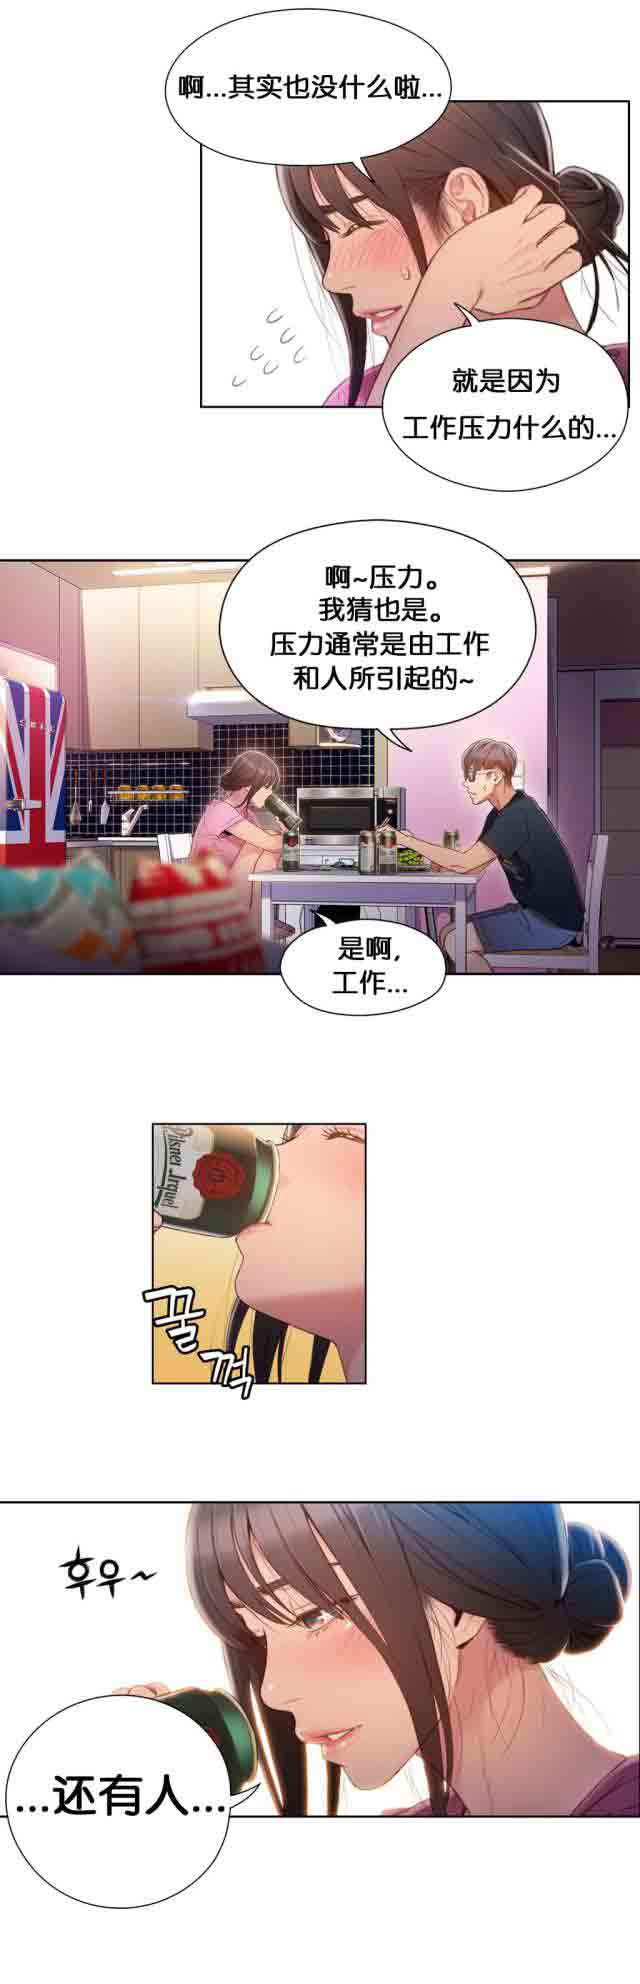 啊...其实也没什么啦...
就是因为
工作压力什么的...
啊~压力。
我猜也是。
压力通常是由工作
和人所引起的~
是啊,
工作...
Pilsner
Urquel
꿀
꺽
후우~
...还有人...